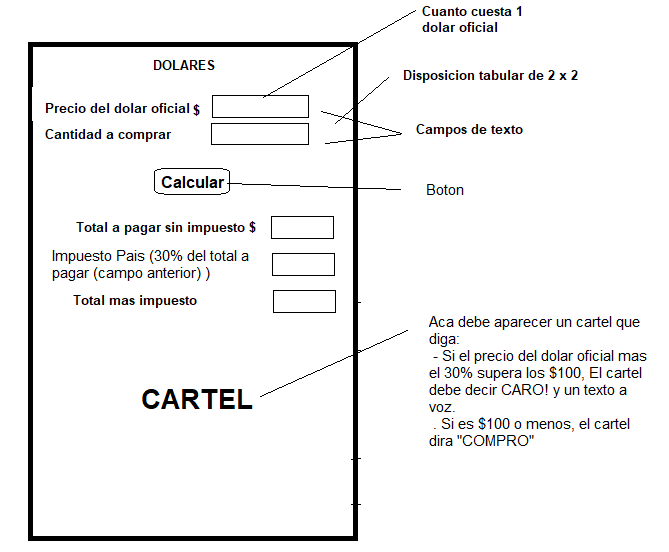 Cuanto cuesta 1
dolar oficial
DOLARES
Disposicion tabular de 2 x 2
Precio del dolar oficial $
Cantidad a comprar
Campos de texto
Calcular
Boton
Total a pagar sin impuesto $
Impuesto Pais (30% del total a
pagar (campo anterior) )
Total mas impuesto
Aca debe aparecer un cartel que
diga:
- Si el precio del dolar oficial mas
el 30% supera los $100, El cartel
debe decir CARO! y un texto a
voz.
. Si es $100 o menos, el cartel
dira "COMPRO"
CARTEL